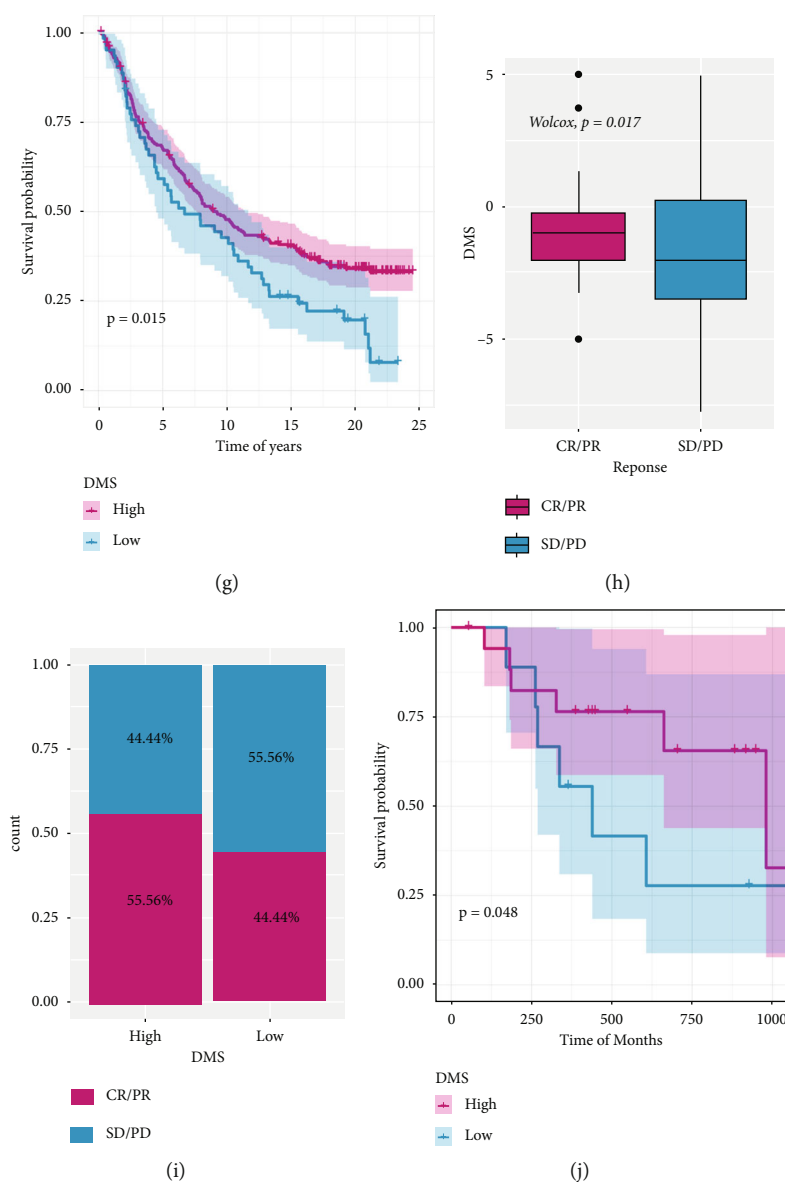 1.00
0.75
0.50
0.25
0.00
Survival probability
p = 0.015
0
5
10
15
20
25
Time of years
DMS
High
Low
(g)
5
0
–5
DMS
Wolcox, p = 0.017
CR/PR
SD/PD
Reponse
CR/PR
SD/PD
(h)
1.00
0.75
0.50
0.25
0.00
count
44.44%
55.56%
55.56%
44.44%
High
Low
DMS
CR/PR
SD/PD
(i)
1.00
0.75
0.50
0.25
0.00
Survival probability
p = 0.048
0
250
500
750
1000
Time of Months
DMS
High
Low
(j)